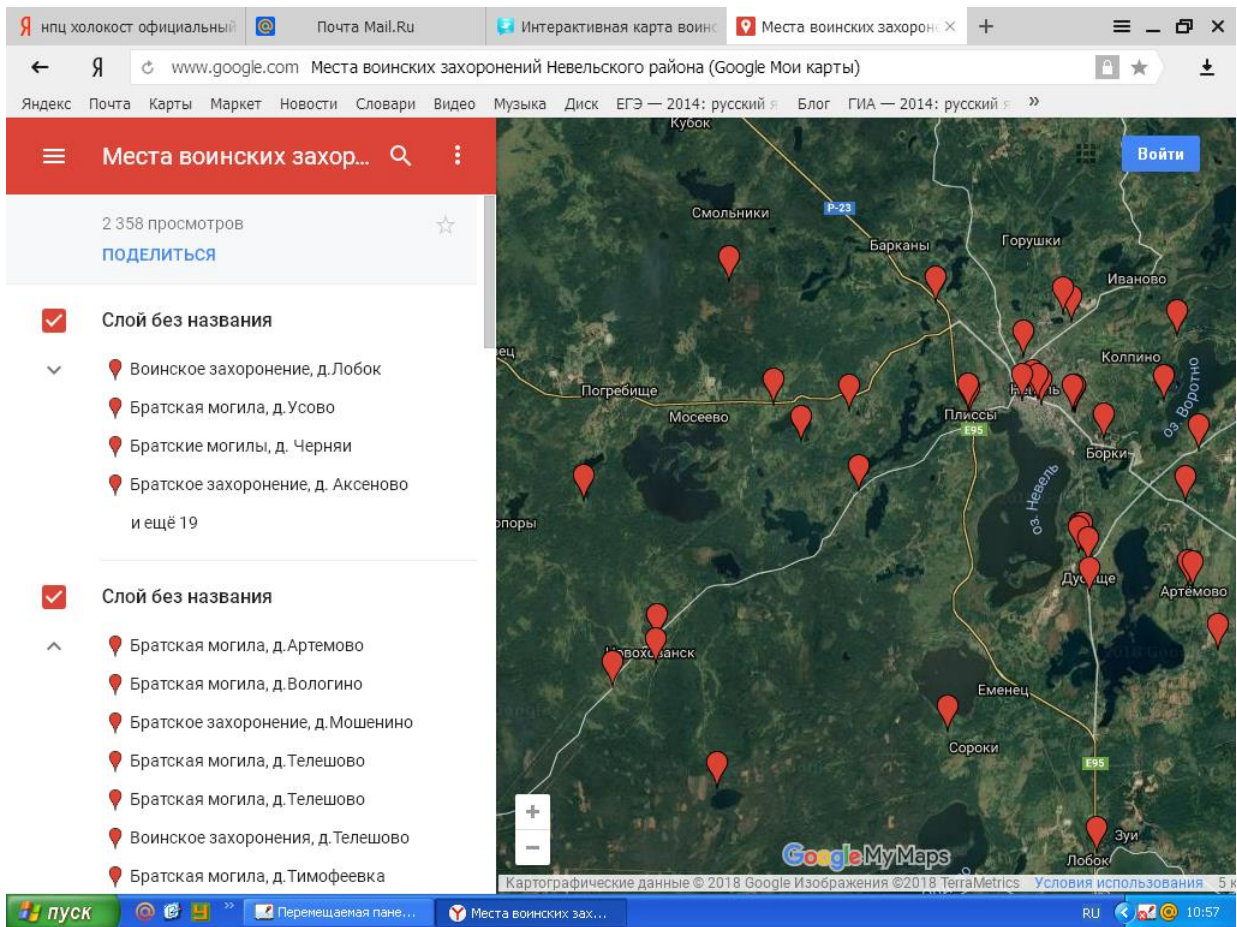 нпц холокост официальный
Почта Mail.Ru
Интерактивная карта воинс
Места воинских захороне
Я
www.google.com Места воинских захоронений Невельского района (Google Мои карты)
Яндекс Почта Карты Маркет Новости Словари Видео Музыка Диск ЕГЭ — 2014: русский я Блог ГИА — 2014: русский я
Места воинских захор...
2 358 просмотров
ПОДЕЛИТЬСЯ
Слой без названия
Воинское захоронение, д.Лобок
Братская могила, д.Усово
Братские могилы, д. Черняи
Братское захоронение, д. Аксеново
и ещё 19
Слой без названия
Братская могила, д.Артемово
Братская могила, д.Вологино
Братское захоронение, д.Мошенино
Братская могила, д.Телешово
Братская могила, д.Телешово
Воинское захоронения, д.Телешово
Братская могила, д.Тимофеевка
Кубок
Войти
Смольники
Р-23
Барканы
Горушки
Иваново
Колпино
Погребище
Мосеево
Плиссы
E95
оз. Воротно
Борки
оз. Невель
Артёмово
Еменец
Сороки
E95
Зуи
Лобок
Google My Maps
Картографические данные © 2018 Google Изображения ©2018 TerraMetrics Условия использования 5 к
пуск
Перемещаемая пане...
Места воинских зах...
RU
10:57